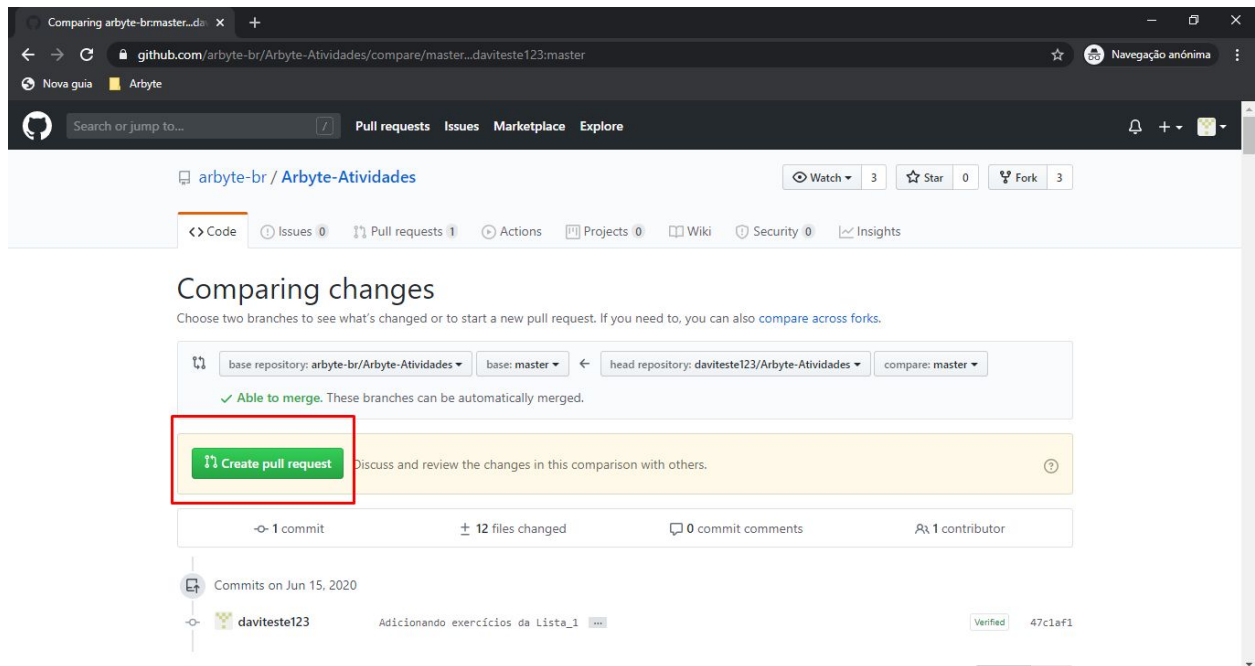 Comparing arbyte-br:master...da
github.com/arbyte-br/Arbyte-Atividades/compare/master...daviteste123:master
Navegação anónima
Nova guia Arbyte
Search or jump to... / Pull requests Issues Marketplace Explore
arbyte-br / Arbyte-Atividades Watch 3 Star 0 Fork 3
Code Issues 0 Pull requests 1 Actions Projects 0 Wiki Security 0 Insights
Comparing changes
Choose two branches to see what's changed or to start a new pull request. If you need to, you can also compare across forks.
base repository: arbyte-br/Arbyte-Atividades base: master ← head repository: daviteste123/Arbyte-Atividades compare: master
✓ Able to merge. These branches can be automatically merged.
Create pull request Discuss and review the changes in this comparison with others.
1 commit 12 files changed 0 commit comments 1 contributor
Commits on Jun 15, 2020
daviteste123 Adicionando exercícios da Lista_1 ... Verified 47c1af1